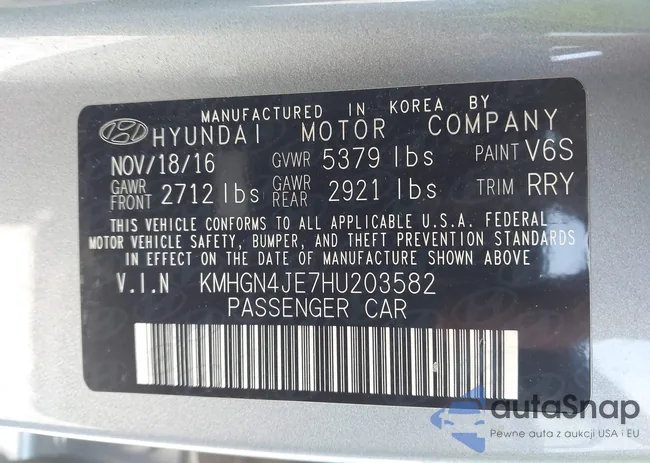 MANUFACTURED IN KOREA BY
HYUNDAI MOTOR COMPANY
NOV/18/16 GVWR 5379 lbs PAINT V6S
GAWR FRONT 2712 lbs GAWR REAR 2921 lbs TRIM RRY
THIS VEHICLE CONFORMS TO ALL APPLICABLE U.S.A. FEDERAL
MOTOR VEHICLE SAFETY, BUMPER, AND THEFT PREVENTION STANDARDS
IN EFFECT ON THE DATE OF MANUFACTURE SHOWN ABOVE
V.I.N KMHGN4JE7HU203582
PASSENGER CAR
autaSnap
Pewne auta z aukcji USA i EU